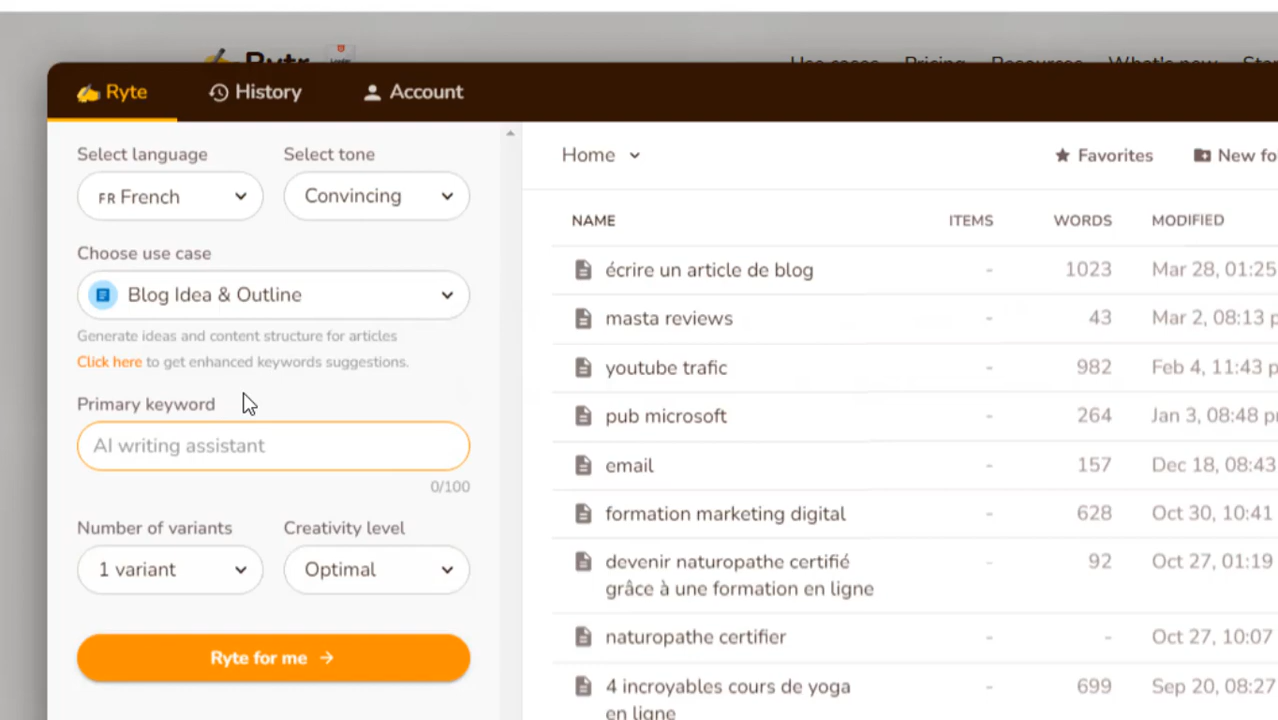 Ryte
History
Account
Select language
Select tone
FR French
Convincing
Choose use case
Blog Idea & Outline
Generate ideas and content structure for articles
Click here to get enhanced keywords suggestions.
Primary keyword
AI writing assistant
0/100
Number of variants
Creativity level
1 variant
Optimal
Ryte for me →
Home
Favorites
New fo
NAME ITEMS WORDS MODIFIED
écrire un article de blog - 1023 Mar 28, 01:25
masta reviews - 43 Mar 2, 08:13 p
youtube trafic - 982 Feb 4, 11:43 p
pub microsoft - 264 Jan 3, 08:48 p
email - 157 Dec 18, 08:43
formation marketing digital - 628 Oct 30, 10:41
devenir naturopathe certifié - 92 Oct 27, 01:19
grâce à une formation en ligne
naturopathe certifier - - Oct 27, 10:07
4 incroyables cours de yoga - 699 Sep 20, 08:27
en ligne